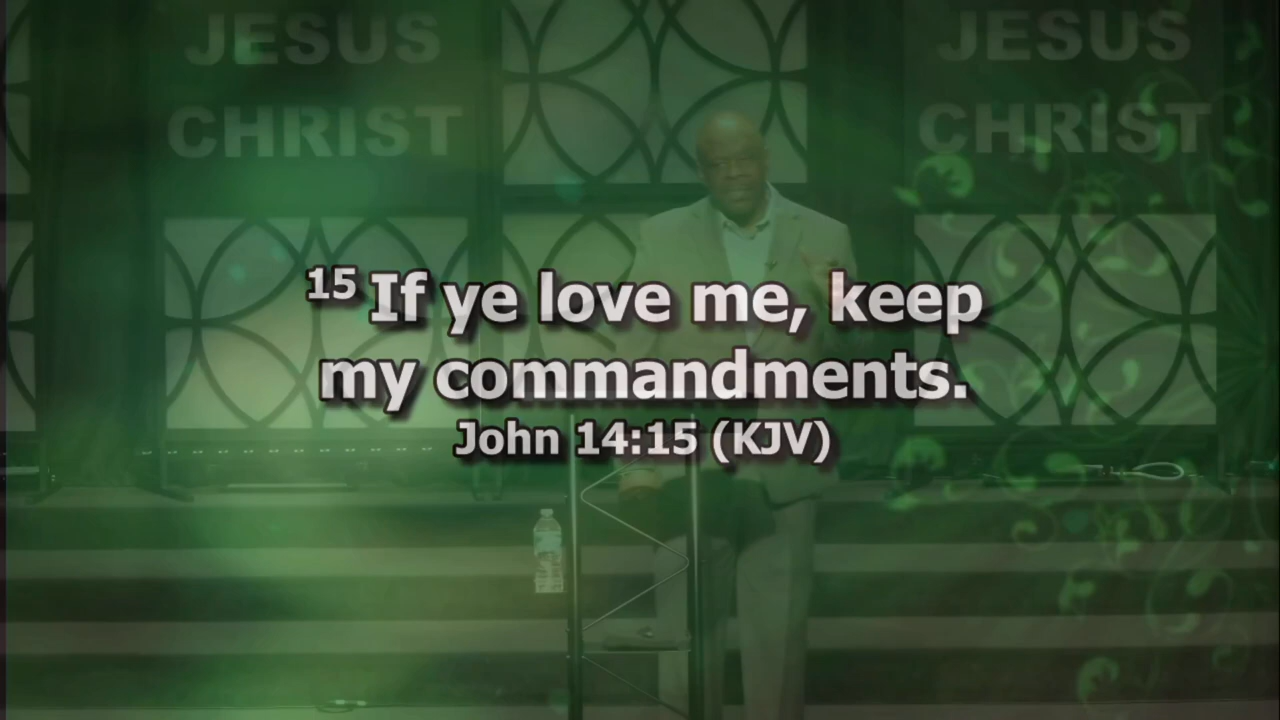 JESUS
CHRIST
JESUS
CHRIST
15 If ye love me, keep
my commandments.
John 14:15 (KJV)